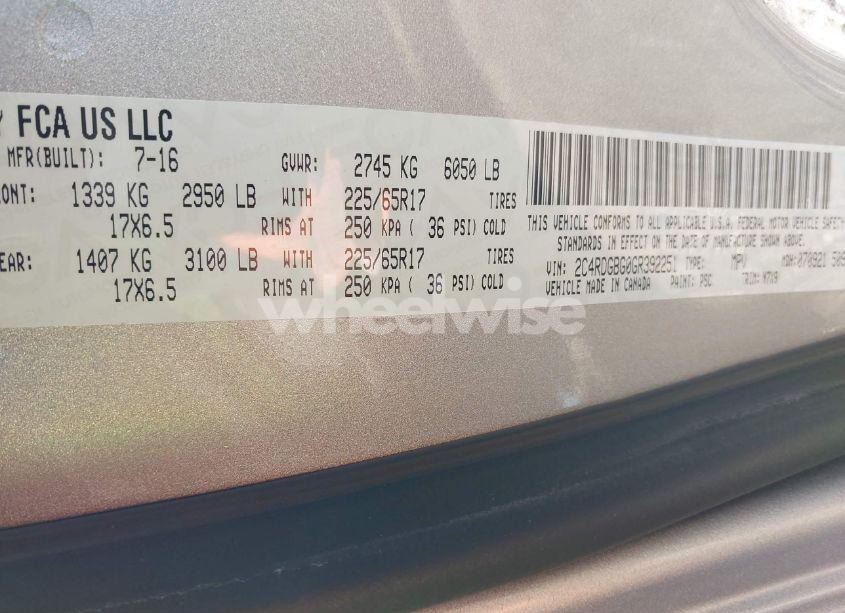 FCA US LLC
MFR(BUILT): 7-16 GVWR: 2745 KG 6050 LB
ONT: 1339 KG 2950 LB WITH 225/65R17 TIRES
17X6.5 RIMS AT 250 KPA ( 36 PSI) COLD
EAR: 1407 KG 3100 LB WITH 225/65R17 TIRES
17X6.5 RIMS AT 250 KPA ( 36 PSI) COLD
THIS VEHICLE CONFORMS TO ALL APPLICABLE U.S.A. FEDERAL MOTOR VEHICLE SAFETY
STANDARDS IN EFFECT ON THE DATE OF MANUFACTURE SHOWN ABOVE.
VIN: 2C4RDGBG0GR392251 TYPE: MPV MDH: 070921 509
VEHICLE MADE IN CANADA PAINT: PSC TRIM:
wheelwise